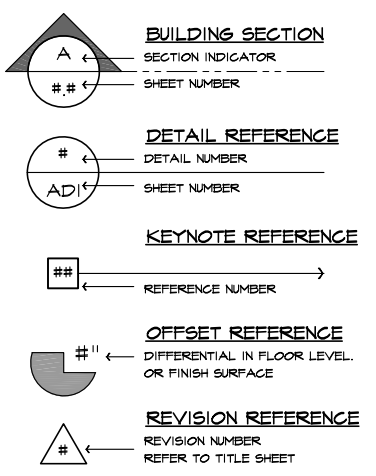 BUILDING SECTION
A
SECTION INDICATOR
##.#
SHEET NUMBER
DETAIL REFERENCE
#
DETAIL NUMBER
AD1
SHEET NUMBER
KEYNOTE REFERENCE
##
REFERENCE NUMBER
OFFSET REFERENCE
#"
DIFFERENTIAL IN FLOOR LEVEL.
OR FINISH SURFACE
REVISION REFERENCE
REVISION NUMBER
#
REFER TO TITLE SHEET